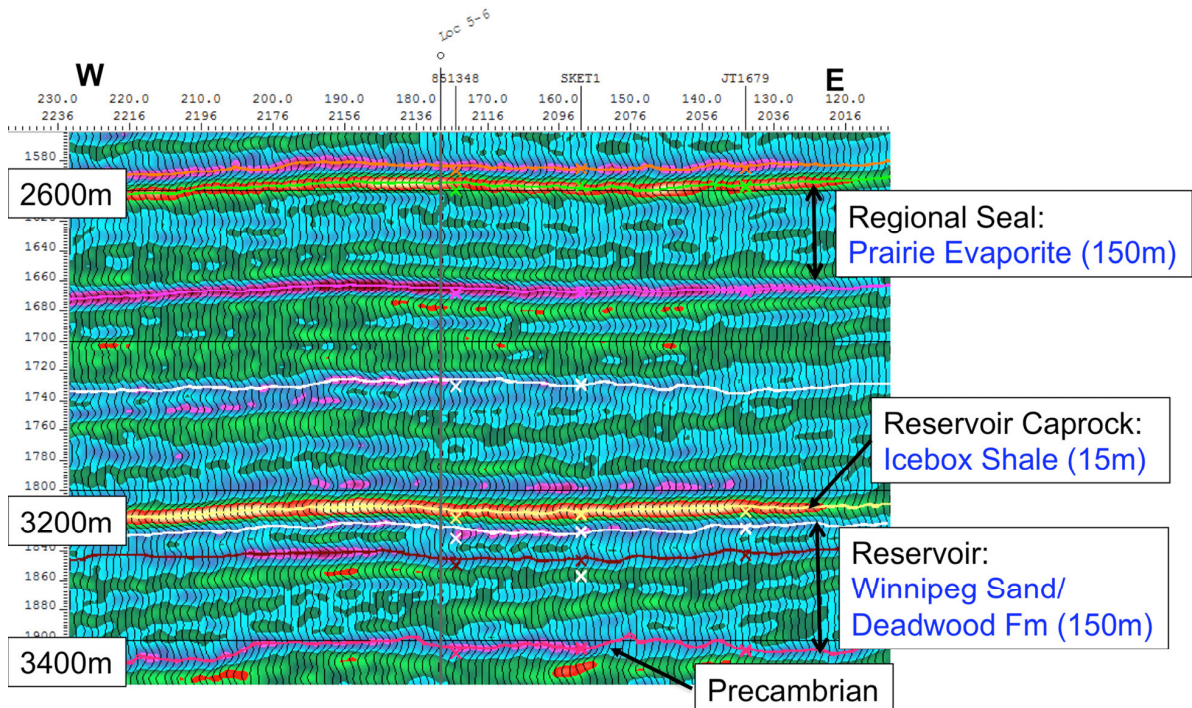 Loc 5-6
W
E
851348 SKET1 JT1679
230.0 220.0 210.0 200.0 190.0 180.0 170.0 160.0 150.0 140.0 130.0 120.0
2236 2216 2196 2176 2156 2136 2116 2096 2076 2056 2036 2016
1580
2600m
1640
1660
1680
1700
1720
1740
1760
1780
1800
3200m
1860
1880
1900
3400m
Regional Seal:
Prairie Evaporite (150m)
Reservoir Caprock:
Icebox Shale (15m)
Reservoir:
Winnipeg Sand/
Deadwood Fm (150m)
Precambrian